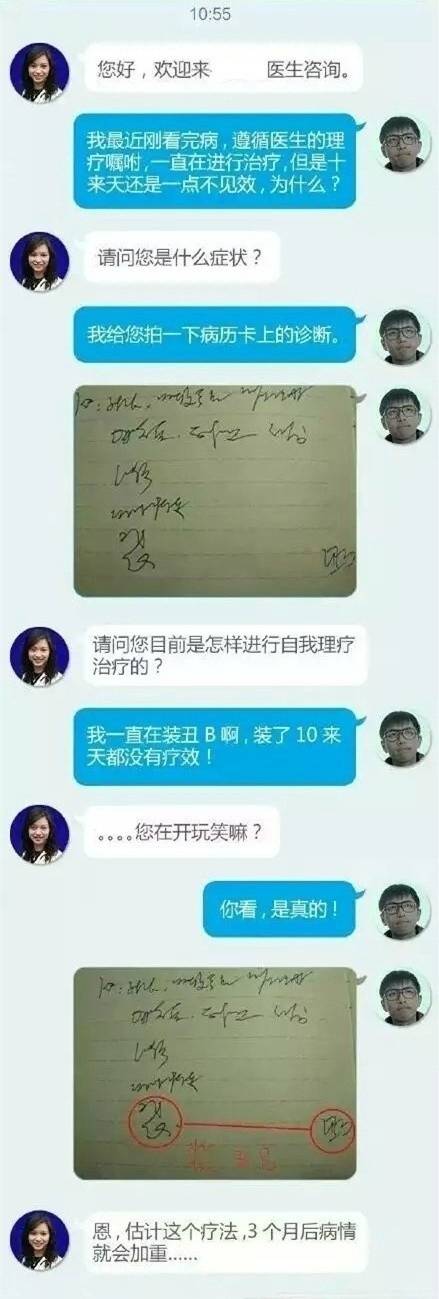 10:55
您好，欢迎来 医生咨询。
我最近刚看完病，遵循医生的理
疗嘱咐，一直在进行治疗，但是十
来天还是一点不见效，为什么？
请问您是什么症状？
我给您拍一下病历卡上的诊断。
请问您目前是怎样进行自我理疗
治疗的？
我一直在装丑 B 啊，装了 10 来
天都没有疗效！
。。。。您在开玩笑嘛？
你看，是真的！
恩，估计这个疗法，3 个月后病情
就会加重......